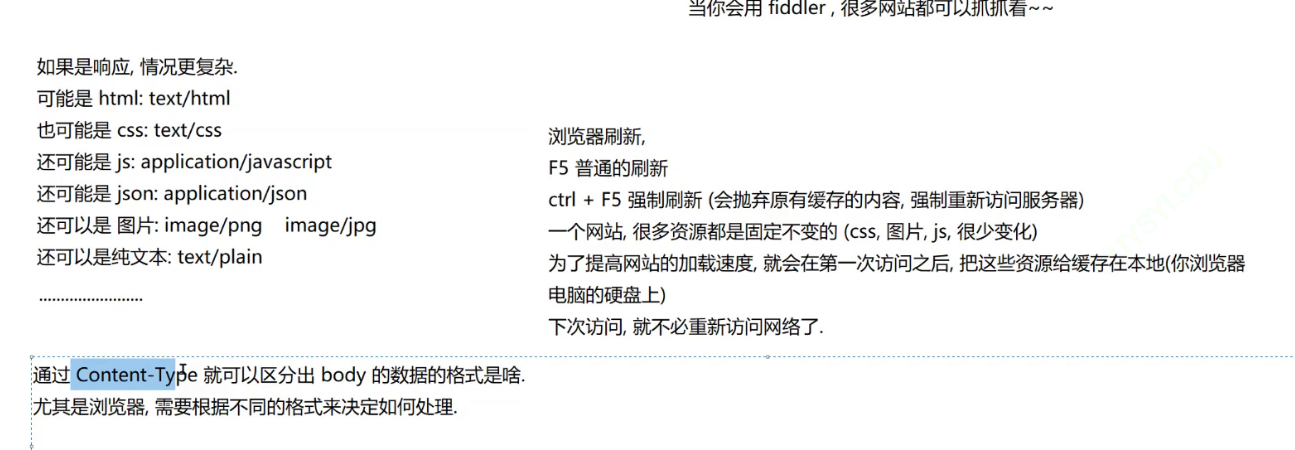 当你会用 fiddler , 很多网站都可以抓抓看~~
如果是响应, 情况更复杂.
可能是 html: text/html
也可能是 css: text/css
还可能是 js: application/javascript
还可能是 json: application/json
还可以是 图片: image/png image/jpg
还可以是纯文本: text/plain
........................
浏览器刷新,
F5 普通的刷新
ctrl + F5 强制刷新 (会抛弃原有缓存的内容, 强制重新访问服务器)
一个网站, 很多资源都是固定不变的 (css, 图片, js, 很少变化)
为了提高网站的加载速度, 就会在第一次访问之后, 把这些资源给缓存在本地(你浏览器
电脑的硬盘上)
下次访问, 就不必重新访问网络了.
通过 Content-Type 就可以区分出 body 的数据的格式是啥.
尤其是浏览器, 需要根据不同的格式来决定如何处理.